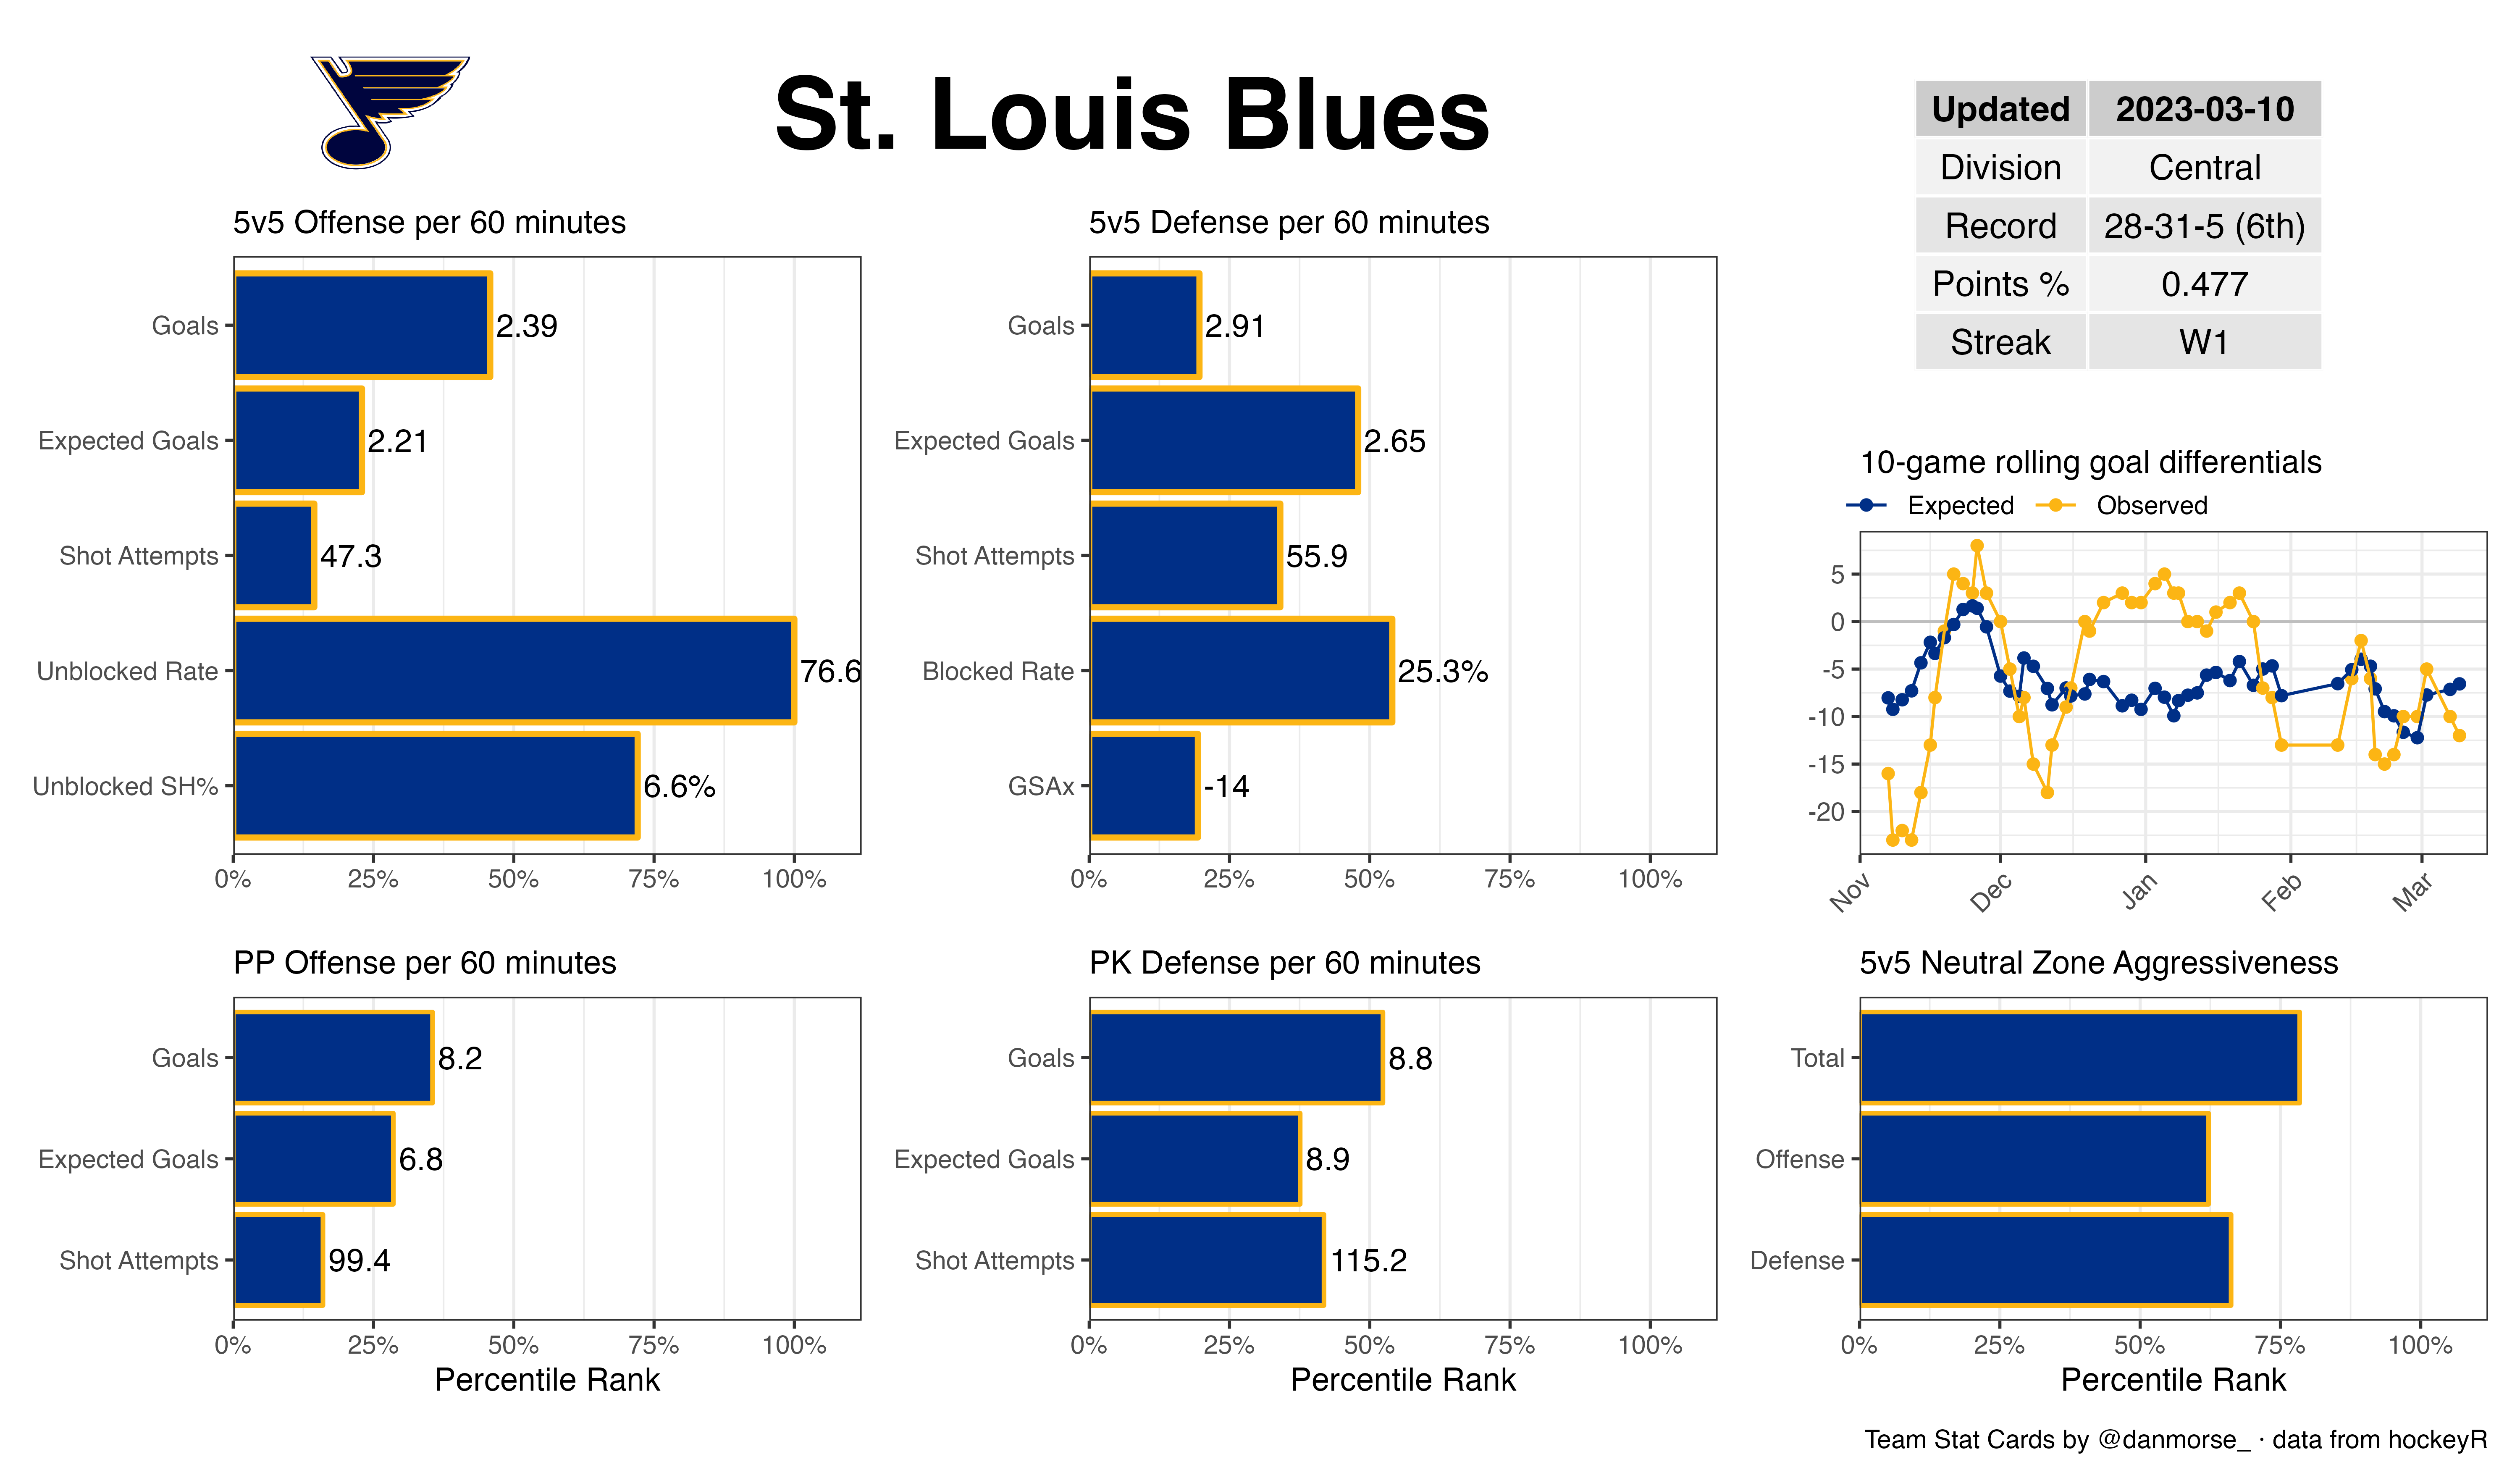 St. Louis Blues
Updated 2023-03-10
Division Central
Record 28-31-5 (6th)
Points % 0.477
Streak W1
5v5 Offense per 60 minutes
Goals 2.39
Expected Goals 2.21
Shot Attempts 47.3
Unblocked Rate 76.6
Unblocked SH% 6.6%
0% 25% 50% 75% 100%
5v5 Defense per 60 minutes
Goals 2.91
Expected Goals 2.65
Shot Attempts 55.9
Blocked Rate 25.3%
GSAx -14
0% 25% 50% 75% 100%
10-game rolling goal differentials
Expected Observed
5
0
-5
-10
-15
-20
Nov Dec Jan Feb Mar
PP Offense per 60 minutes
Goals 8.2
Expected Goals 6.8
Shot Attempts 99.4
0% 25% 50% 75% 100%
Percentile Rank
PK Defense per 60 minutes
Goals 8.8
Expected Goals 8.9
Shot Attempts 115.2
0% 25% 50% 75% 100%
Percentile Rank
5v5 Neutral Zone Aggressiveness
Total
Offense
Defense
0% 25% 50% 75% 100%
Percentile Rank
Team Stat Cards by @danmorse_ · data from hockeyR